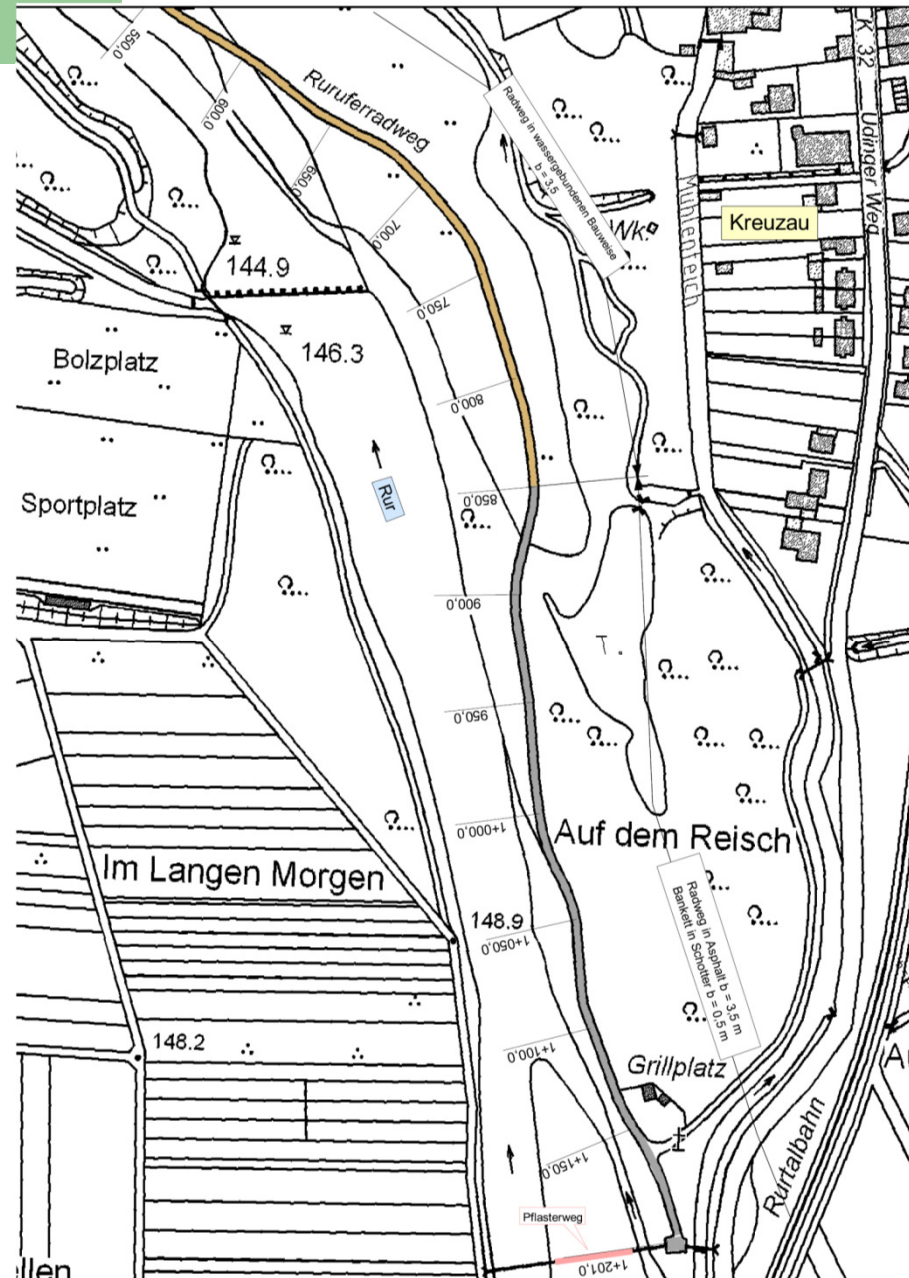 550,0
600,0
650,0
700,0
750,0
800,0
850,0
900,0
950,0
1+000,0
1+050,0
1+100,0
1+150,0
1+201,0
Ruruferradweg
Radweg in wassergebundenen Bauweise
b = 3,5
Wk.
Mühlenteich
K 32 Üdinger Weg
Kreuzau
144.9
146.3
Bolzplatz
Sportplatz
Rur
T.
Auf dem Reisch
Im Langen Morgen
148.9
Radweg in Asphalt b = 3,5 m
Bankett in Schotter b = 0,5 m
148.2
Grillplatz
Rurtalbahn
Pflasterweg